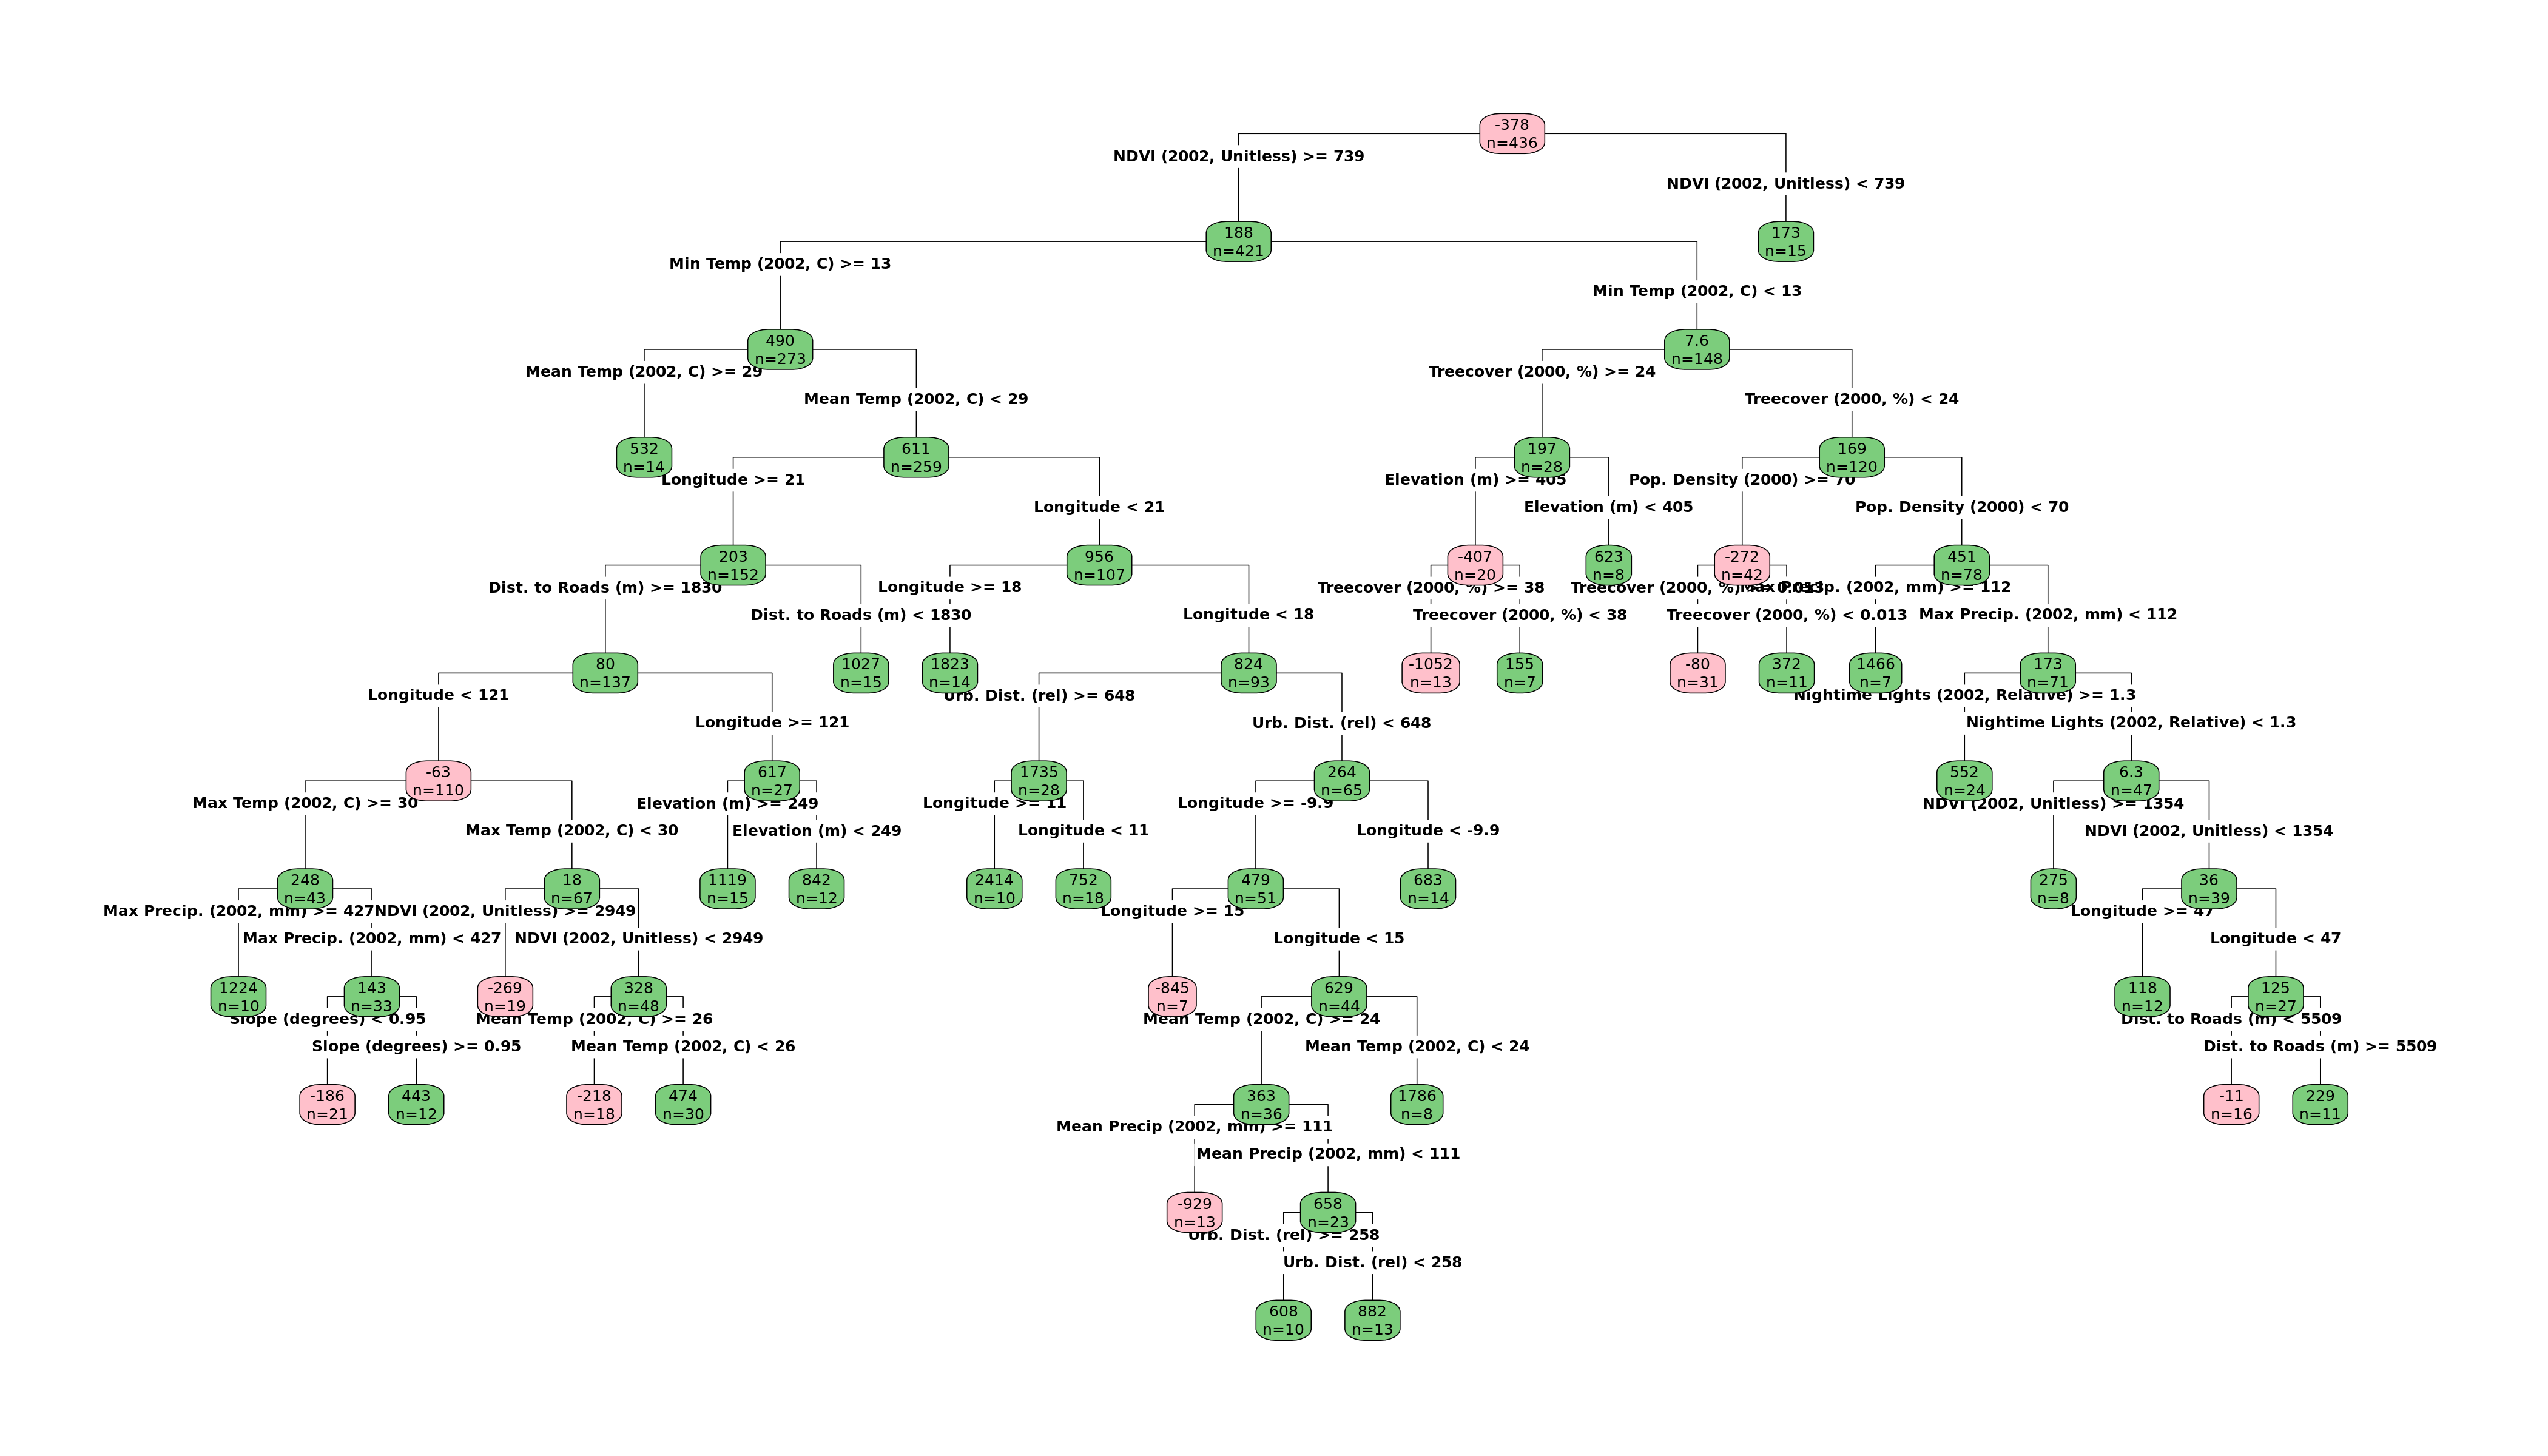 -378
n=436
NDVI (2002, Unitless) >= 739
NDVI (2002, Unitless) < 739
188
n=421
173
n=15
Min Temp (2002, C) >= 13
Min Temp (2002, C) < 13
490
n=273
7.6
n=148
Mean Temp (2002, C) >= 29
Treecover (2000, %) >= 24
Mean Temp (2002, C) < 29
Treecover (2000, %) < 24
532
n=14
611
n=259
197
n=28
169
n=120
Longitude >= 21
Elevation (m) >= 405
Pop. Density (2000) >= 70
Longitude < 21
Elevation (m) < 405
Pop. Density (2000) < 70
203
n=152
956
n=107
-407
n=20
623
n=8
-272
n=42
451
n=78
Dist. to Roads (m) >= 1830
Longitude >= 18
Treecover (2000, %) >= 38
Treecover (2000, %) >= 0.013
Max Precip. (2002, mm) >= 112
Dist. to Roads (m) < 1830
Longitude < 18
Treecover (2000, %) < 38
Treecover (2000, %) < 0.013
Max Precip. (2002, mm) < 112
80
n=137
1027
n=15
1823
n=14
824
n=93
-1052
n=13
155
n=7
-80
n=31
372
n=11
1466
n=7
173
n=71
Longitude < 121
Urb. Dist. (rel) >= 648
Nightime Lights (2002, Relative) >= 1.3
Longitude >= 121
Urb. Dist. (rel) < 648
Nightime Lights (2002, Relative) < 1.3
-63
n=110
617
n=27
1735
n=28
264
n=65
552
n=24
6.3
n=47
Max Temp (2002, C) >= 30
Elevation (m) >= 249
Longitude >= 11
Longitude >= -9.9
NDVI (2002, Unitless) >= 1354
Max Temp (2002, C) < 30
Elevation (m) < 249
Longitude < 11
Longitude < -9.9
NDVI (2002, Unitless) < 1354
248
n=43
18
n=67
1119
n=15
842
n=12
2414
n=10
752
n=18
479
n=51
683
n=14
275
n=8
36
n=39
Max Precip. (2002, mm) >= 427
NDVI (2002, Unitless) >= 2949
Longitude >= 15
Longitude >= 47
Max Precip. (2002, mm) < 427
NDVI (2002, Unitless) < 2949
Longitude < 15
Longitude < 47
1224
n=10
143
n=33
-269
n=19
328
n=48
-845
n=7
629
n=44
118
n=12
125
n=27
Slope (degrees) < 0.95
Mean Temp (2002, C) >= 26
Mean Temp (2002, C) >= 24
Dist. to Roads (m) < 5509
Slope (degrees) >= 0.95
Mean Temp (2002, C) < 26
Mean Temp (2002, C) < 24
Dist. to Roads (m) >= 5509
-186
n=21
443
n=12
-218
n=18
474
n=30
363
n=36
1786
n=8
-11
n=16
229
n=11
Mean Precip (2002, mm) >= 111
Mean Precip (2002, mm) < 111
-929
n=13
658
n=23
Urb. Dist. (rel) >= 258
Urb. Dist. (rel) < 258
608
n=10
882
n=13